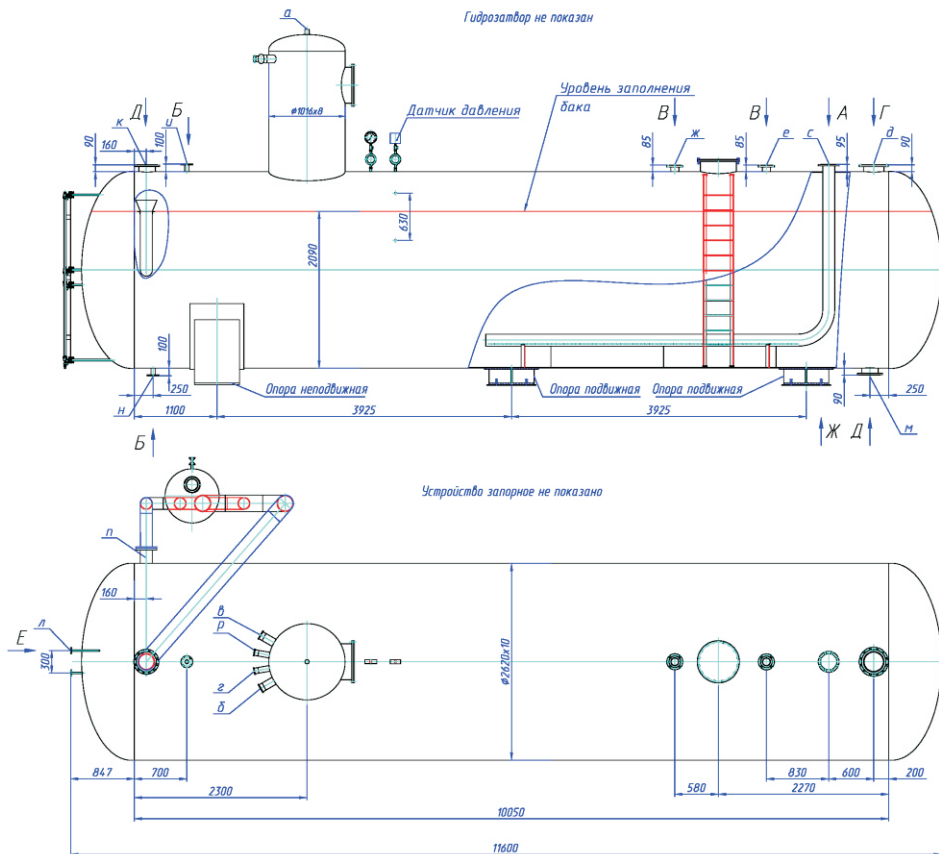 а
Гидрозатвор не показан
Д
Б
к
и
90
160
100
ϕ1016x8
Датчик давления
Уровень заполнения
бака
В
В
А
Г
85
ж
85
е
с
95
д
90
630
2090
100
250
н
1100
Опора неподвижная
3925
Опора подвижная
Опора подвижная
3925
90
250
м
Б
Ж
Д
Устройство запорное не показано
п
160
Е
л
300
в
р
г
б
ϕ2620x10
847
700
2300
580
830
600
200
2270
10050
11600